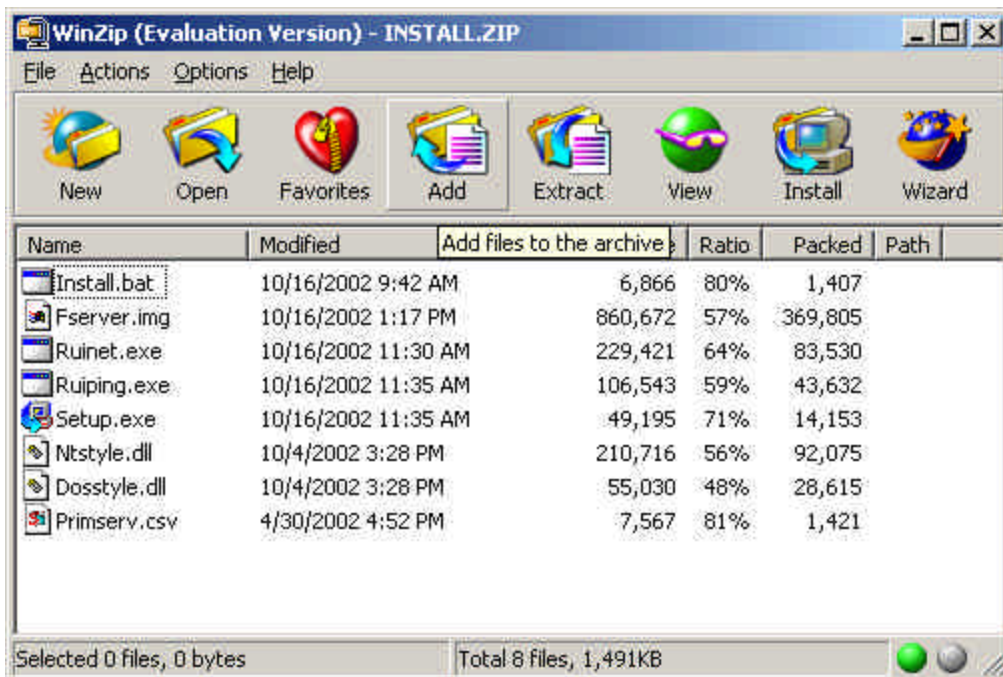 WinZip (Evaluation Version) - INSTALL.ZIP
File Actions Options Help
New Open Favorites Add Extract View Install Wizard
Name Modified Add files to the archive Ratio Packed Path
Install.bat 10/16/2002 9:42 AM 6,866 80% 1,407
Fserver.img 10/16/2002 1:17 PM 860,672 57% 369,805
Ruinet.exe 10/16/2002 11:30 AM 229,421 64% 83,530
Ruiping.exe 10/16/2002 11:35 AM 106,543 59% 43,632
Setup.exe 10/16/2002 11:35 AM 49,195 71% 14,153
Ntstyle.dll 10/4/2002 3:28 PM 210,716 56% 92,075
Dosstyle.dll 10/4/2002 3:28 PM 55,030 48% 28,615
Primserv.csv 4/30/2002 4:52 PM 7,567 81% 1,421
Selected 0 files, 0 bytes Total 8 files, 1,491KB